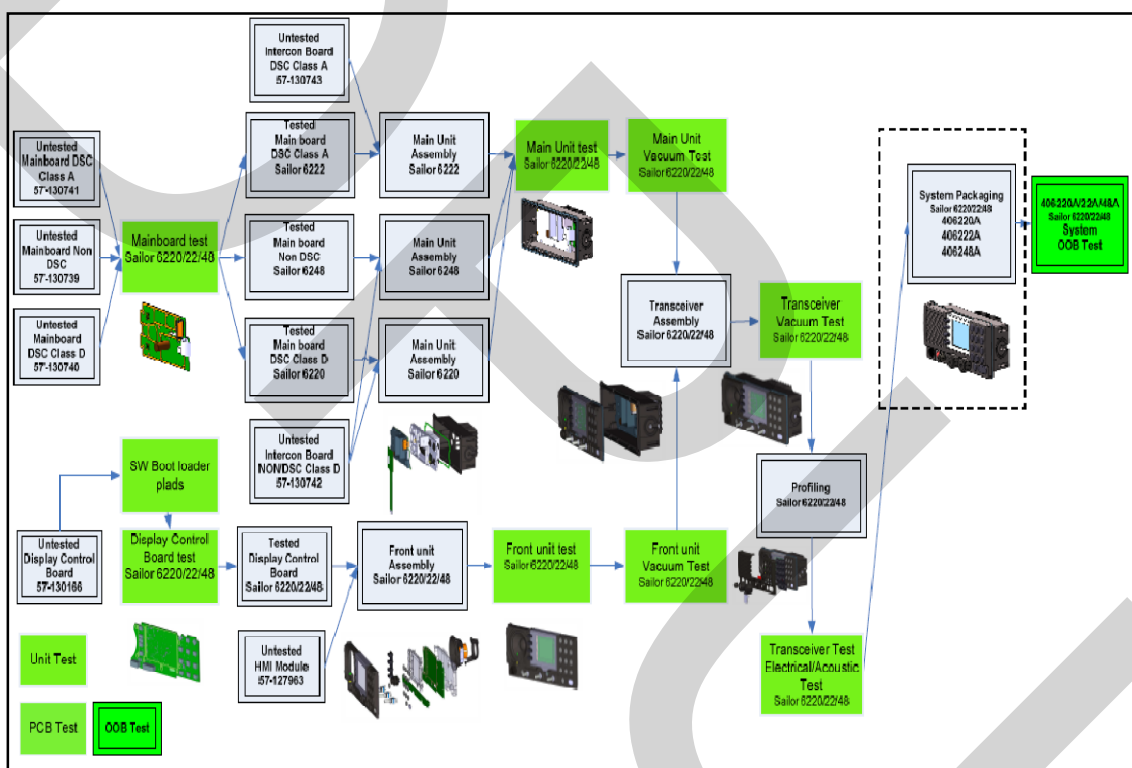 Untested
Intercon Board
DSC Class A
57-130743
Untested
Mainboard DSC
Class A
57-130741
Tested
Main board
DSC Class A
Sailor 6222
Main Unit
Assembly
Sailor 6222
Main Unit test
Sailor 6220/22/48
Main Unit
Vacuum Test
Sailor 6220/22/48
System Packaging
Sailor 6220/22/48
406220A
406222A
406248A
406220A/22A/48A
Sailor 6220/22/48
System
OOB Test
Untested
Mainboard Non
DSC
57-130739
Mainboard test
Sailor 6220/22/48
Tested
Main board
Non DSC
Sailor 6248
Main Unit
Assembly
Sailor 6248
Untested
Mainboard
DSC Class D
57-130740
Tested
Main board
DSC Class D
Sailor 6220
Main Unit
Assembly
Sailor 6220
Transceiver
Assembly
Sailor 6220/22/48
Transceiver
Vacuum Test
Sailor 6220/22/48
Untested
Intercon Board
NON/DSC Class D
57-130742
SW Boot loader
plads
Profiling
Sailor 6220/22/48
Untested
Display Control
Board
57-130166
Display Control
Board test
Sailor 6220/22/48
Tested
Display Control
Board
Sailor 6220/22/48
Front unit
Assembly
Sailor 6220/22/48
Front unit test
Sailor 6220/22/48
Front unit
Vacuum Test
Sailor 6220/22/48
Untested
HMI Module
57-127963
Transceiver Test
Electrical/Acoustic
Test
Sailor 6220/22/48
Unit Test
PCB Test
OOB Test